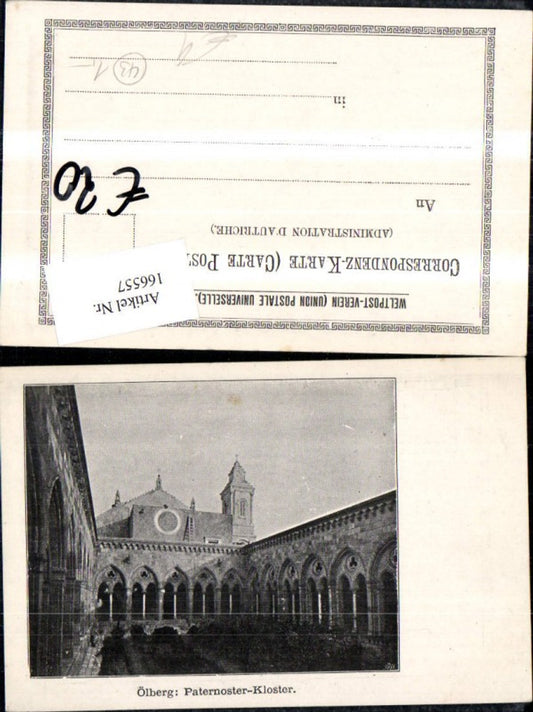 WELTPOST-VEREIN (UNION POSTALE UNIVERSELLE).
CORRESPONDENZ-KARTE (CARTE POST
(ADMINISTRATION D'AUTRICHE.)
An
in
Artikel Nr.
166557
€ 30
Ölberg: Paternoster-Kloster.